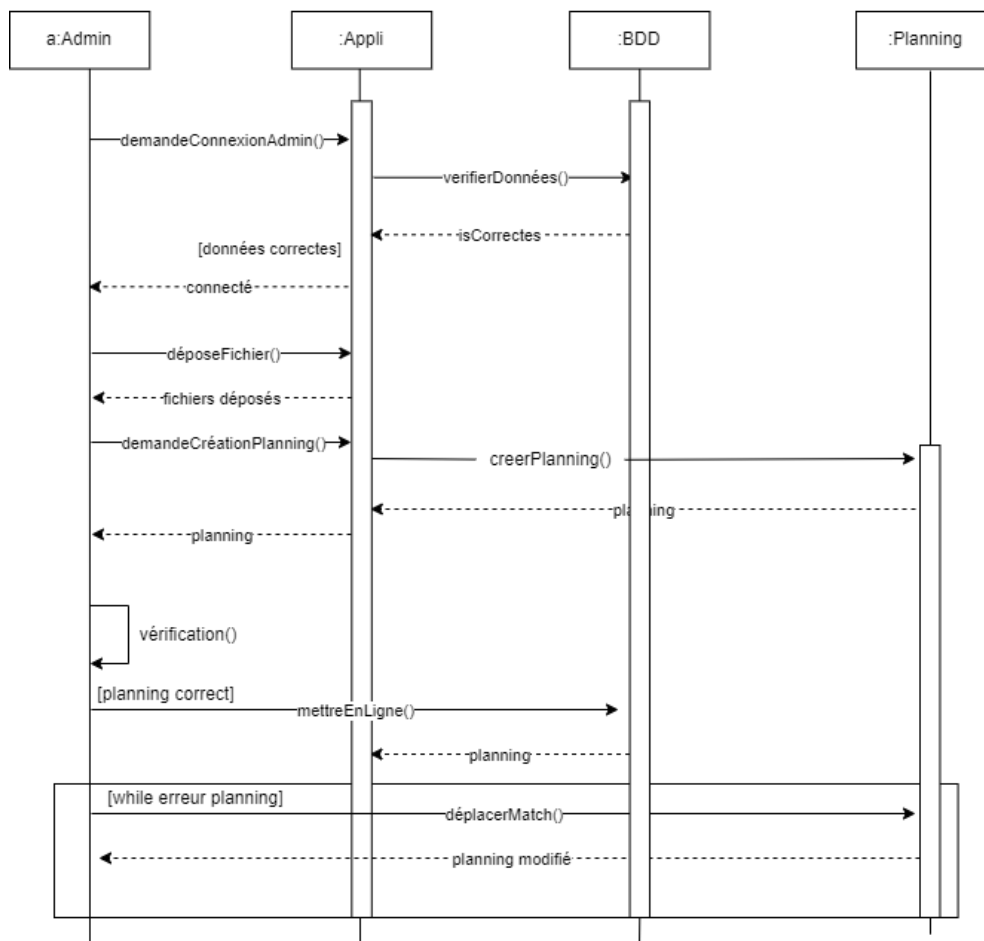 a:Admin
:Appli
:BDD
:Planning
demandeConnexionAdmin()
verifierDonnées()
isCorrectes
[données correctes]
connecté
déposeFichier()
fichiers déposés
demandeCréationPlanning()
creerPlanning()
planning
planning
vérification()
[planning correct]
mettreEnLigne()
planning
[while erreur planning]
déplacerMatch()
planning modifié